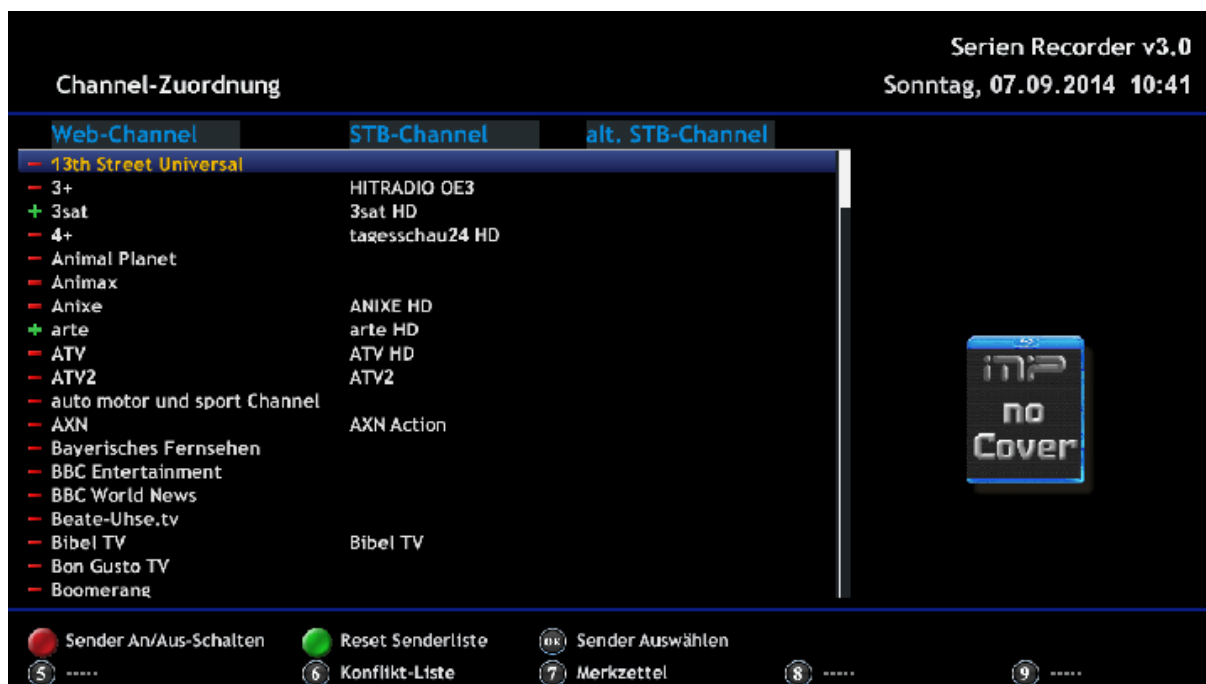 Serien Recorder v3.0
Channel-Zuordnung Sonntag, 07.09.2014 10:41
Web-Channel STB-Channel alt. STB-Channel
– 13th Street Universal
– 3+ HITRADIO OE3
+ 3sat 3sat HD
– 4+ tagesschau24 HD
– Animal Planet
– Animax
– Anixe ANIXE HD
+ arte arte HD
– ATV ATV HD
– ATV2 ATV2
– auto motor und sport Channel
– AXN AXN Action
– Bayerisches Fernsehen
– BBC Entertainment
– BBC World News
– Beate-Uhse.tv
– Bibel TV Bibel TV
– Bon Gusto TV
– Boomerang
mp
no
Cover
Sender An/Aus-Schalten Reset Senderliste OK Sender Auswählen
5 ----- 6 Konflikt-Liste 7 Merkzettel 8 ----- 9 -----